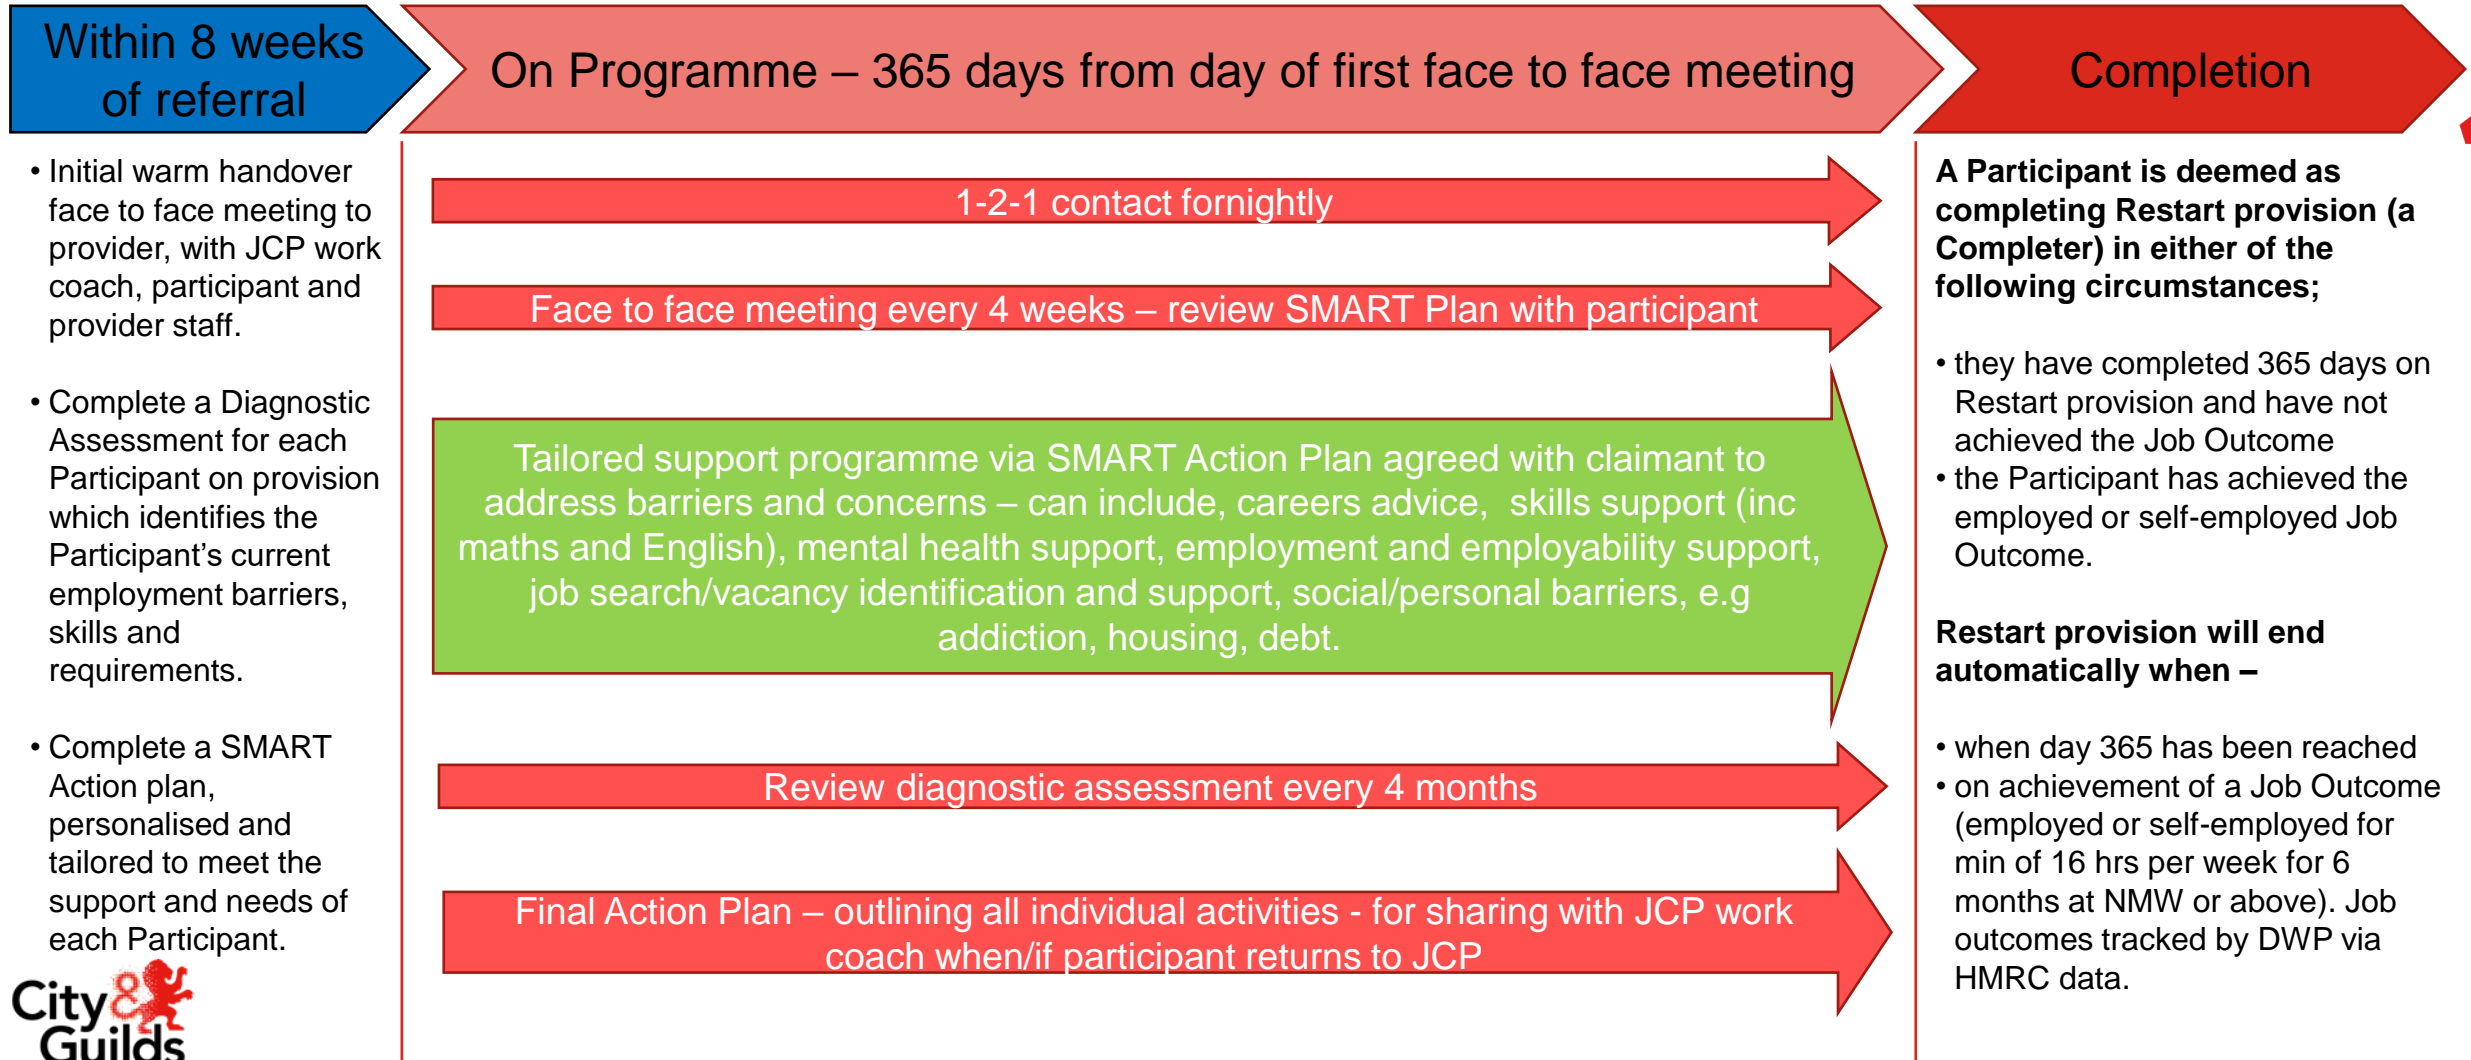 Within 8 weeks
of referral
On Programme – 365 days from day of first face to face meeting
Completion
• Initial warm handover
face to face meeting to
provider, with JCP work
coach, participant and
provider staff.
• Complete a Diagnostic
Assessment for each
Participant on provision
which identifies the
Participant’s current
employment barriers,
skills and
requirements.
• Complete a SMART
Action plan,
personalised and
tailored to meet the
support and needs of
each Participant.
City&
Guilds
1-2-1 contact fornightly
Face to face meeting every 4 weeks – review SMART Plan with participant
Tailored support programme via SMART Action Plan agreed with claimant to
address barriers and concerns – can include, careers advice, skills support (inc
maths and English), mental health support, employment and employability support,
job search/vacancy identification and support, social/personal barriers, e.g
addiction, housing, debt.
Review diagnostic assessment every 4 months
Final Action Plan – outlining all individual activities - for sharing with JCP work
coach when/if participant returns to JCP
A Participant is deemed as
completing Restart provision (a
Completer) in either of the
following circumstances;
• they have completed 365 days on
Restart provision and have not
achieved the Job Outcome
• the Participant has achieved the
employed or self-employed Job
Outcome.
Restart provision will end
automatically when –
• when day 365 has been reached
• on achievement of a Job Outcome
(employed or self-employed for
min of 16 hrs per week for 6
months at NMW or above). Job
outcomes tracked by DWP via
HMRC data.